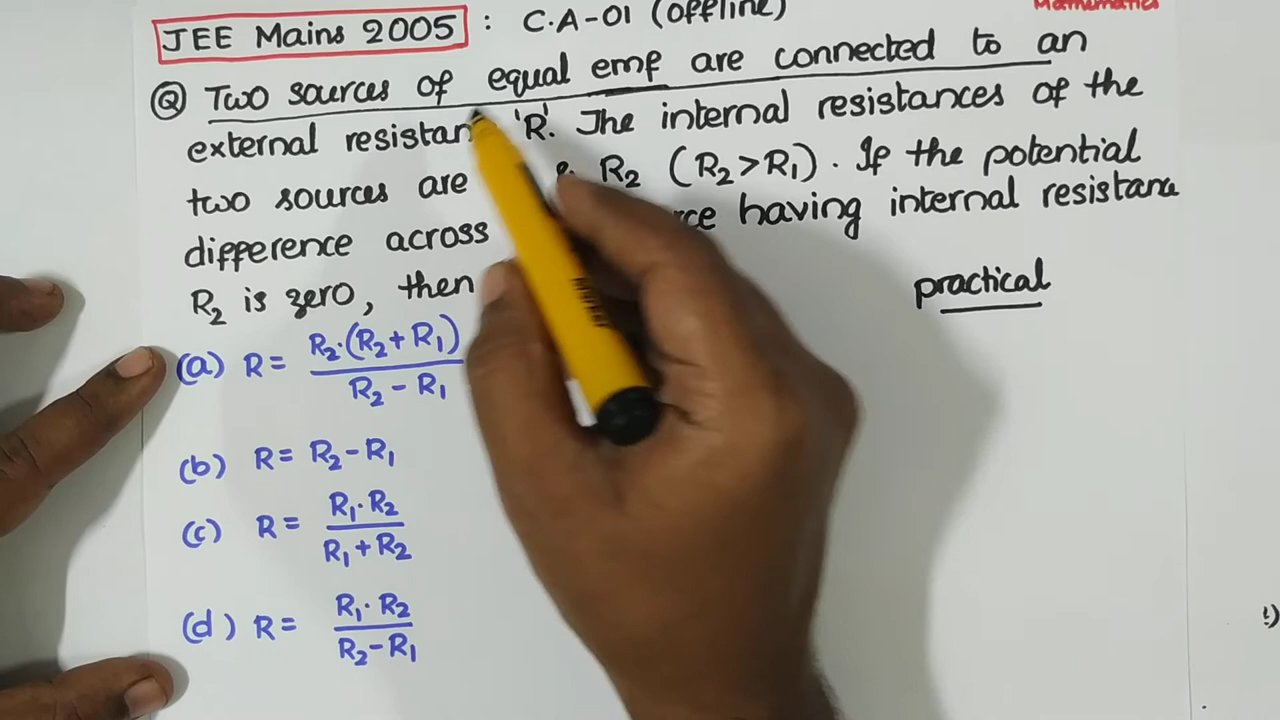 Mathematics
JEE Mains 2005 : C.A-01 (Offline)
Q Two sources of equal emf are connected to an
external resistan 'R'. The internal resistances of the
two sources are & R₂ (R₂>R₁). If the potential
difference across having internal resistance
R₂ is zero, then
practical
(a) R = R₂.(R₂+R₁) / R₂-R₁
(b) R = R₂-R₁
(c) R = R₁.R₂ / R₁+R₂
(d) R = R₁.R₂ / R₂-R₁